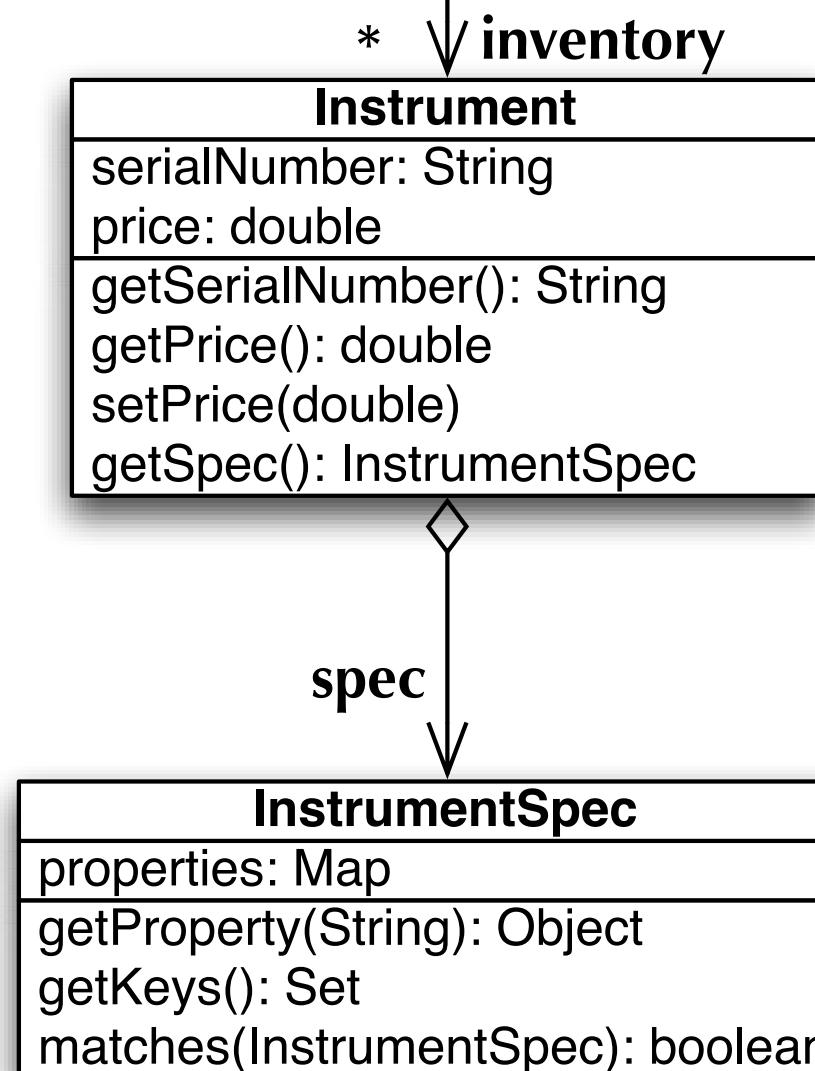 * inventory
Instrument
serialNumber: String
price: double
getSerialNumber(): String
getPrice(): double
setPrice(double)
getSpec(): InstrumentSpec
spec
InstrumentSpec
properties: Map
getProperty(String): Object
getKeys(): Set
matches(InstrumentSpec): boolean